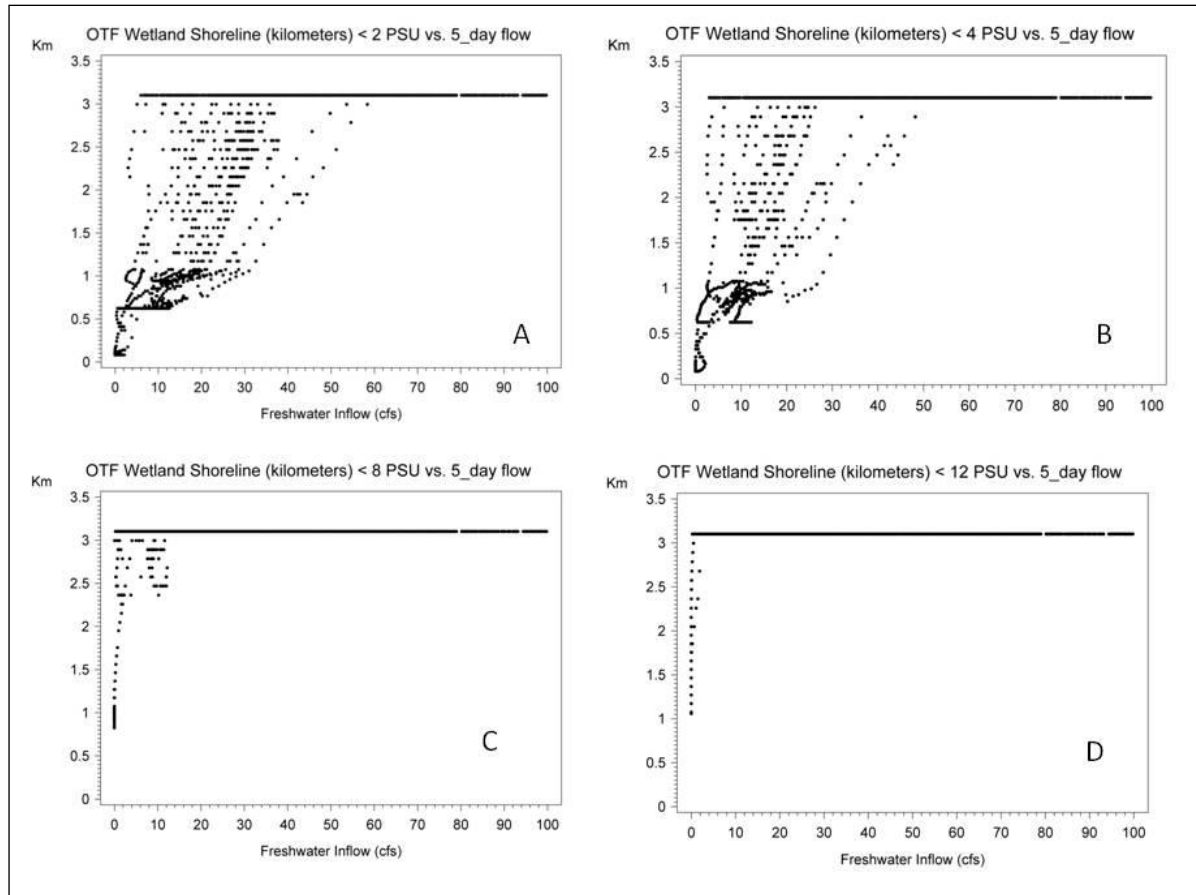 OTF Wetland Shoreline (kilometers) < 2 PSU vs. 5_day flow
Km
3.5
3
2.5
2
1.5
1
0.5
0
A
0 10 20 30 40 50 60 70 80 90 100
Freshwater Inflow (cfs)
OTF Wetland Shoreline (kilometers) < 4 PSU vs. 5_day flow
Km
3.5
3
2.5
2
1.5
1
0.5
0
B
0 10 20 30 40 50 60 70 80 90 100
Freshwater Inflow (cfs)
OTF Wetland Shoreline (kilometers) < 8 PSU vs. 5_day flow
Km
3.5
3
2.5
2
1.5
1
0.5
0
C
0 10 20 30 40 50 60 70 80 90 100
Freshwater Inflow (cfs)
OTF Wetland Shoreline (kilometers) < 12 PSU vs. 5_day flow
Km
3.5
3
2.5
2
1.5
1
0.5
0
D
0 10 20 30 40 50 60 70 80 90 100
Freshwater Inflow (cfs)